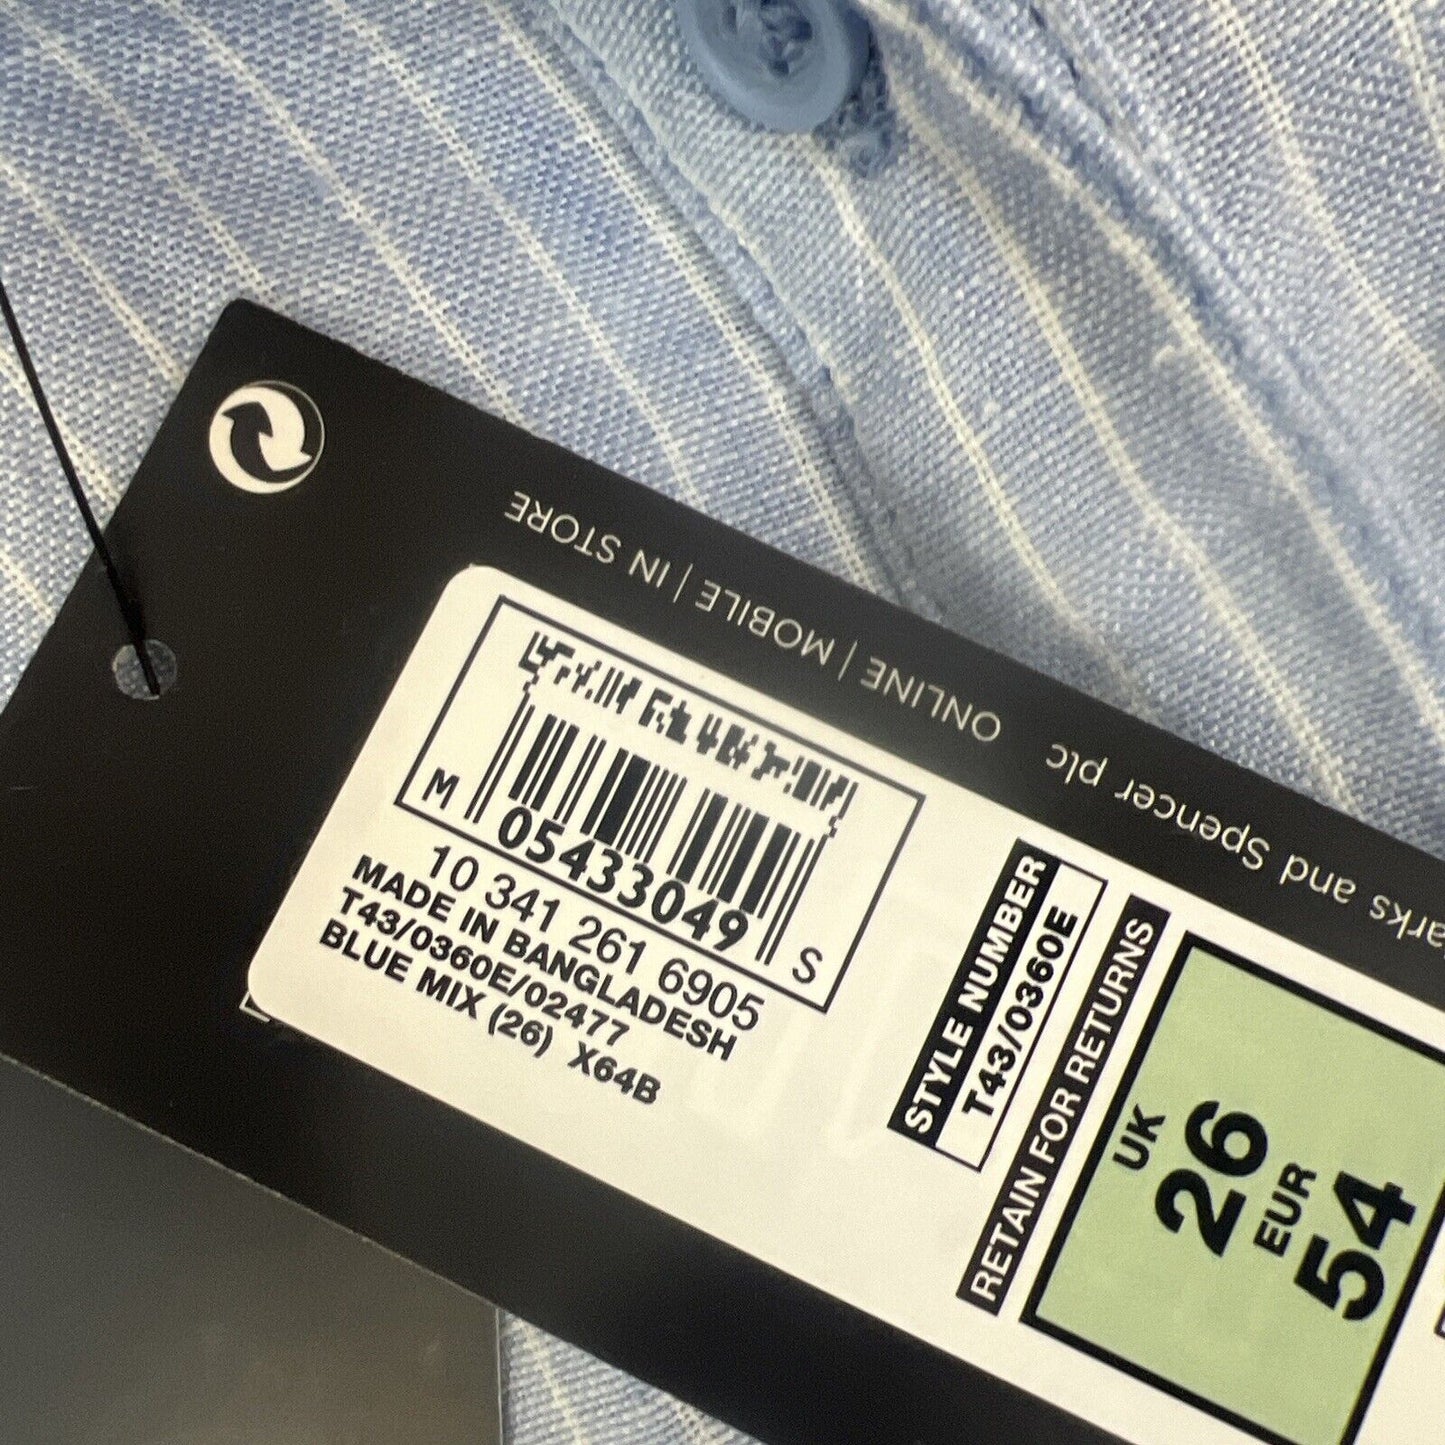 arks and Spencer plc
ONLINE | MOBILE | IN STORE
M 05433049 S
10 341 261 6905
MADE IN BANGLADESH
T43/0360E/02477
BLUE MIX (26) X64B
STYLE NUMBER
T43/0360E
RETAIN FOR RETURNS
UK
26
EUR
54